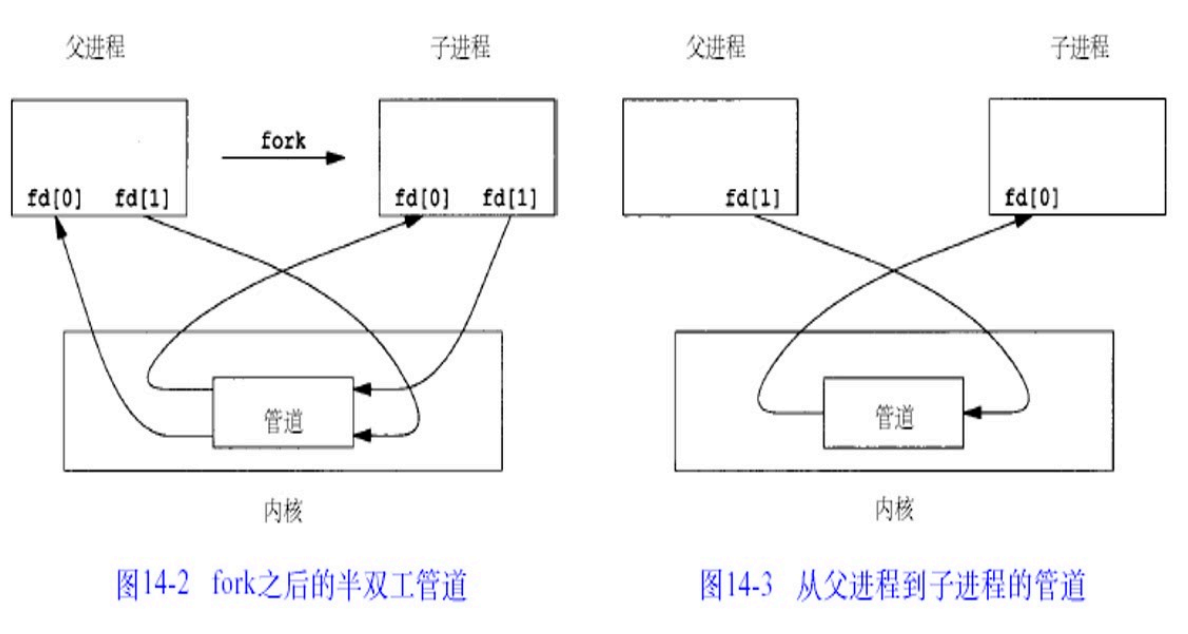 父进程
子进程
fork
fd[0] fd[1]
fd[0] fd[1]
管道
内核
图14-2 fork之后的半双工管道
父进程
子进程
fd[1]
fd[0]
管道
内核
图14-3 从父进程到子进程的管道